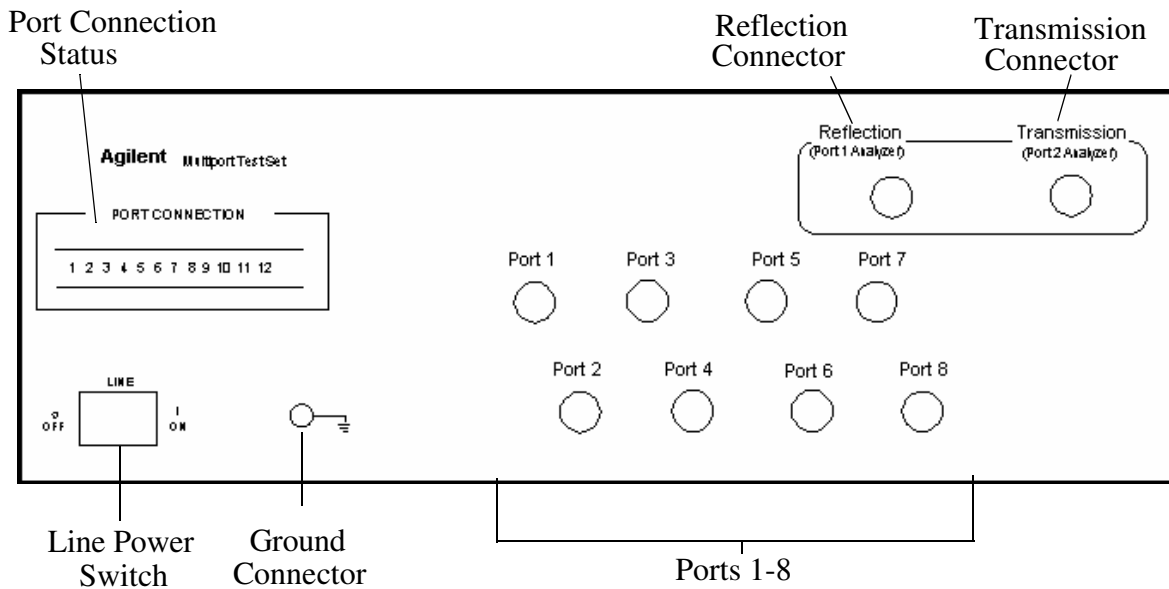 Port Connection
Status
Reflection
Connector
Transmission
Connector
Agilent Multiport Test Set
Reflection
(Port 1 Analyzer)
Transmission
(Port 2 Analyzer)
PORT CONNECTION
1 2 3 4 5 6 7 8 9 10 11 12
Port 1
Port 3
Port 5
Port 7
Port 2
Port 4
Port 6
Port 8
LINE
OFF
I
ON
Line Power
Switch
Ground
Connector
Ports 1-8